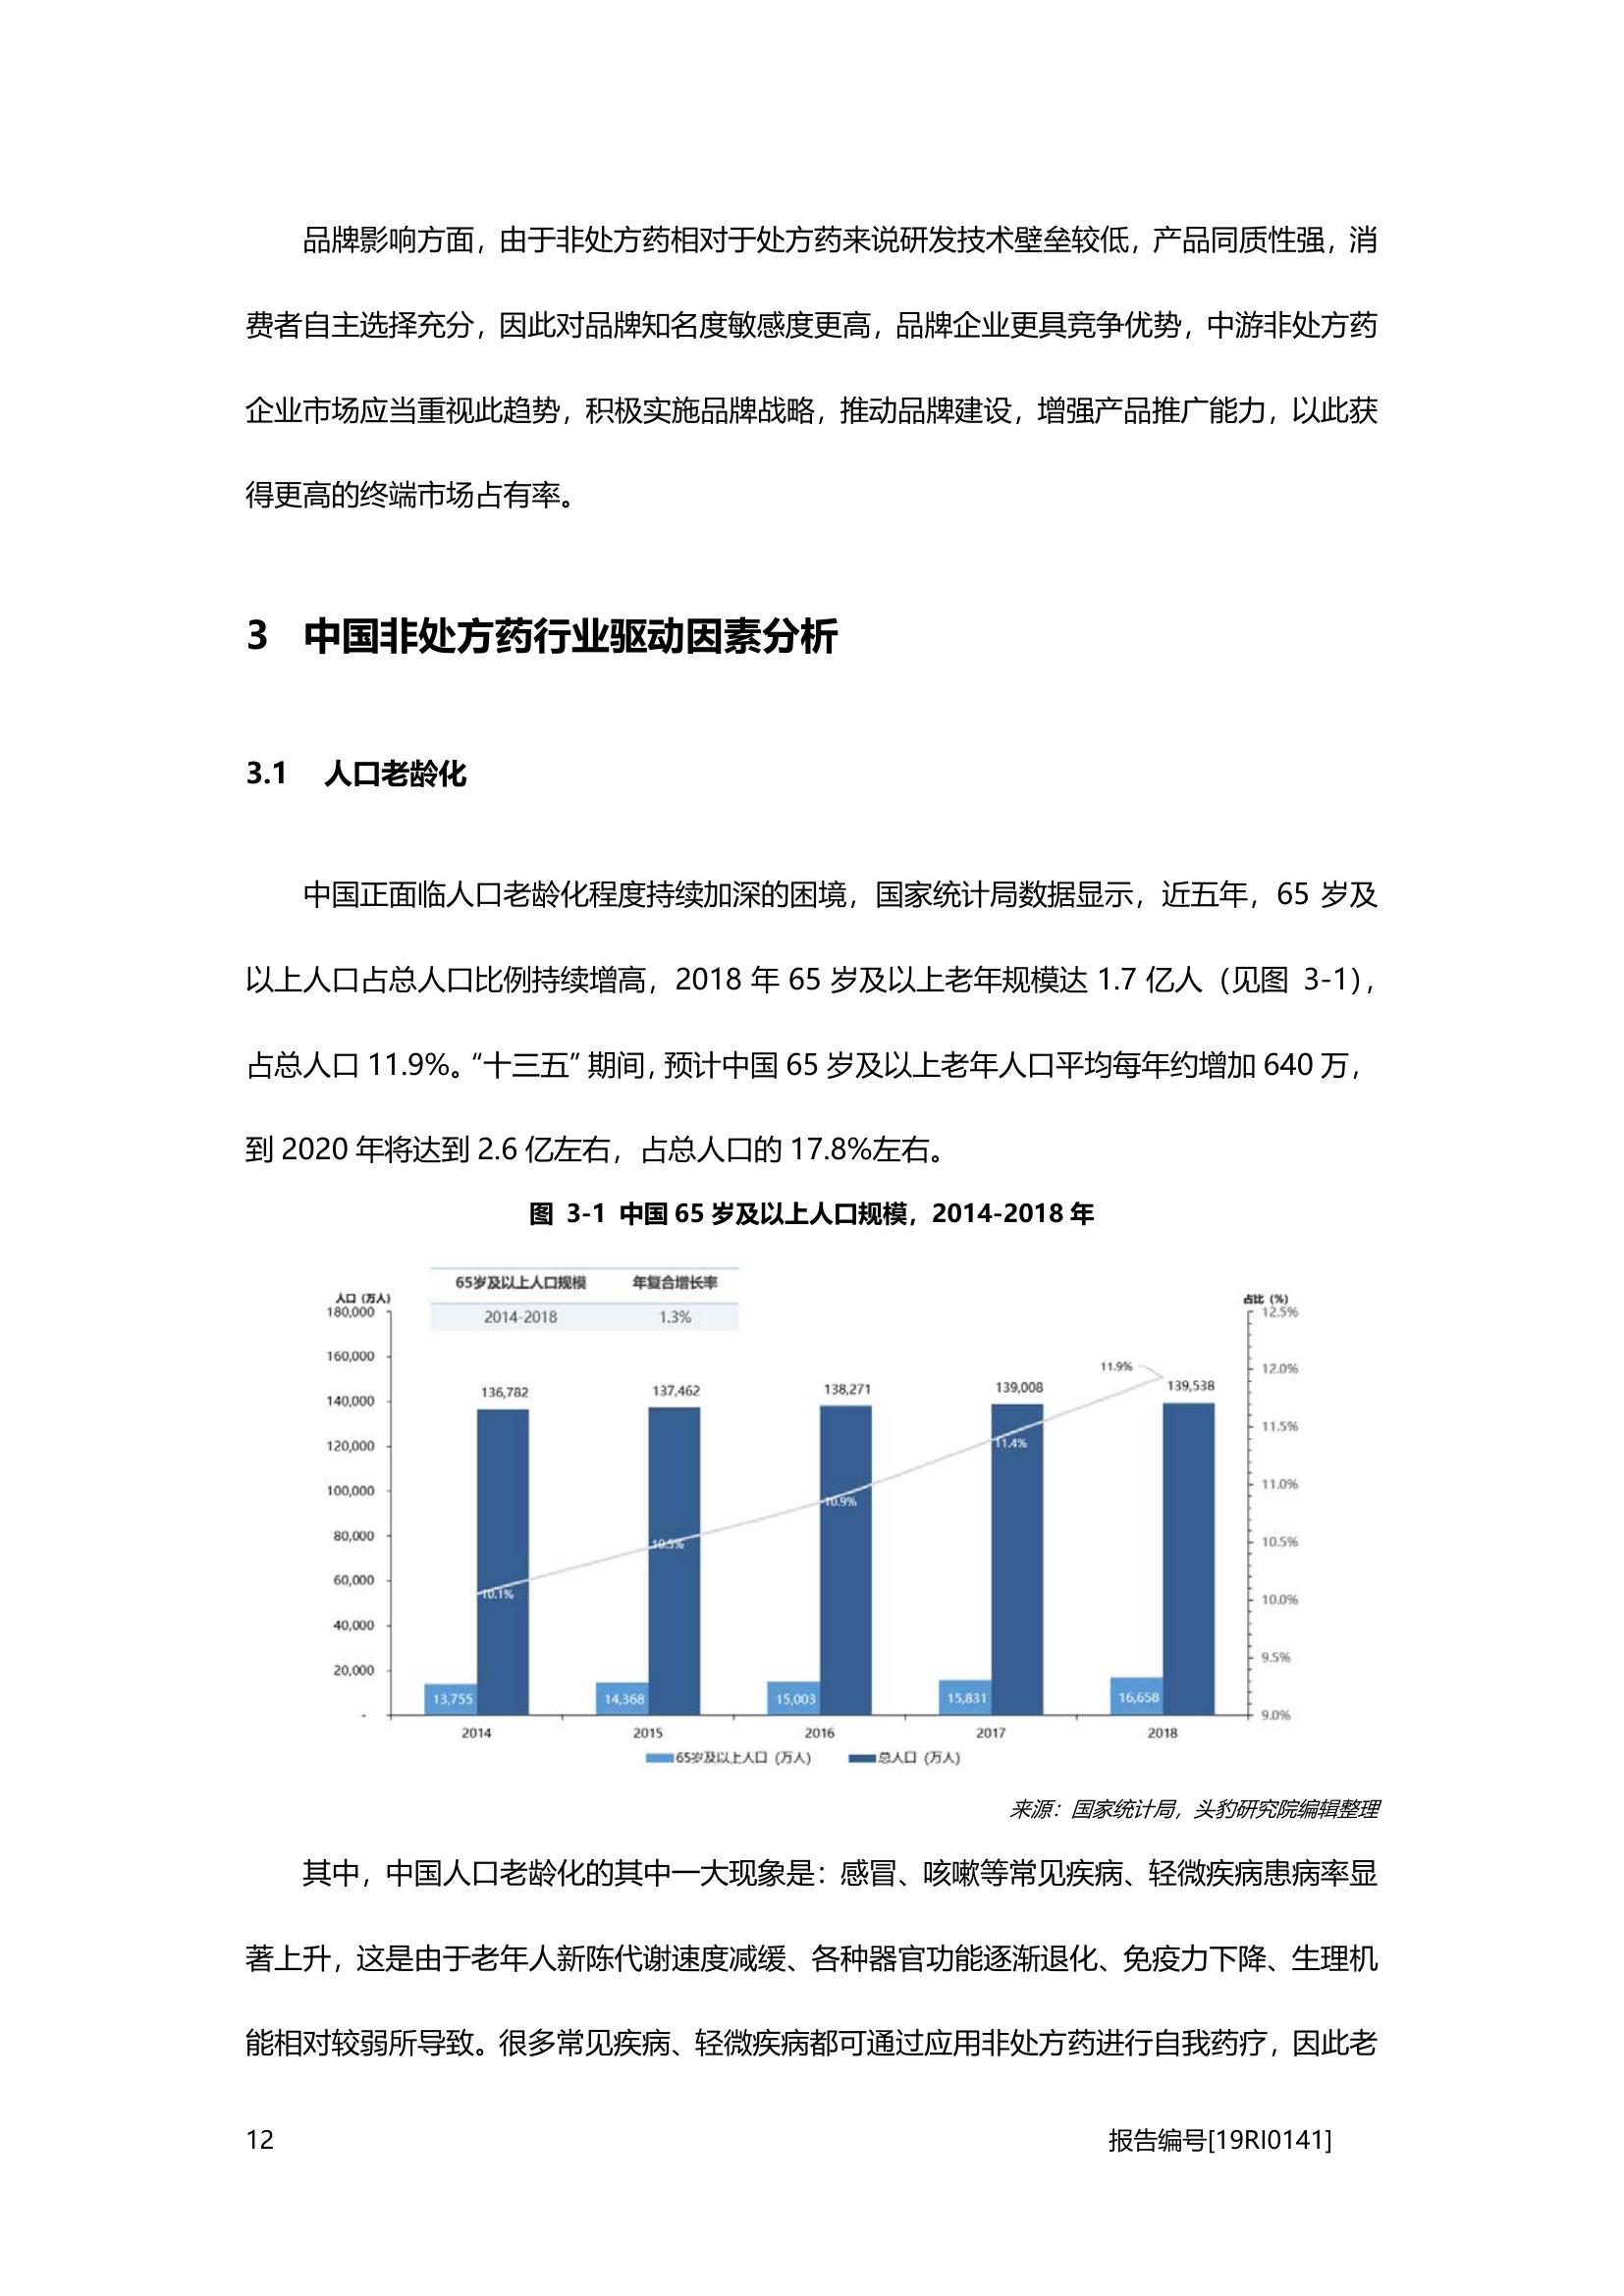 品牌影响方面，由于非处方药相对于处方药来说研发技术壁垒较低，产品同质性强，消
费者自主选择充分，因此对品牌知名度敏感度更高，品牌企业更具竞争优势，中游非处方药
企业市场应当重视此趋势，积极实施品牌战略，推动品牌建设，增强产品推广能力，以此获
得更高的终端市场占有率。
3 中国非处方药行业驱动因素分析
3.1 人口老龄化
中国正面临人口老龄化程度持续加深的困境，国家统计局数据显示，近五年，65 岁及
以上人口占总人口比例持续增高，2018 年 65 岁及以上老年规模达 1.7 亿人（见图 3-1），
占总人口 11.9%。“十三五”期间，预计中国 65 岁及以上老年人口平均每年约增加 640 万，
到 2020 年将达到 2.6 亿左右，占总人口的 17.8%左右。
图 3-1 中国 65 岁及以上人口规模，2014-2018 年
65岁及以上人口规模 年复合增长率
2014-2018 1.3%
人口（万人）
180,000
160,000
140,000
120,000
100,000
80,000
60,000
40,000
20,000
-
136,782 137,462 138,271 139,008 139,538
10.1% 10.5% 10.9% 11.4% 11.9%
13,755 14,368 15,003 15,831 16,658
占比（%）
12.5%
12.0%
11.5%
11.0%
10.5%
10.0%
9.5%
9.0%
2014 2015 2016 2017 2018
65岁及以上人口（万人） 总人口（万人）
来源：国家统计局，头豹研究院编辑整理
其中，中国人口老龄化的其中一大现象是：感冒、咳嗽等常见疾病、轻微疾病患病率显
著上升，这是由于老年人新陈代谢速度减缓、各种器官功能逐渐退化、免疫力下降、生理机
能相对较弱所导致。很多常见疾病、轻微疾病都可通过应用非处方药进行自我药疗，因此老
12 报告编号[19RI0141]